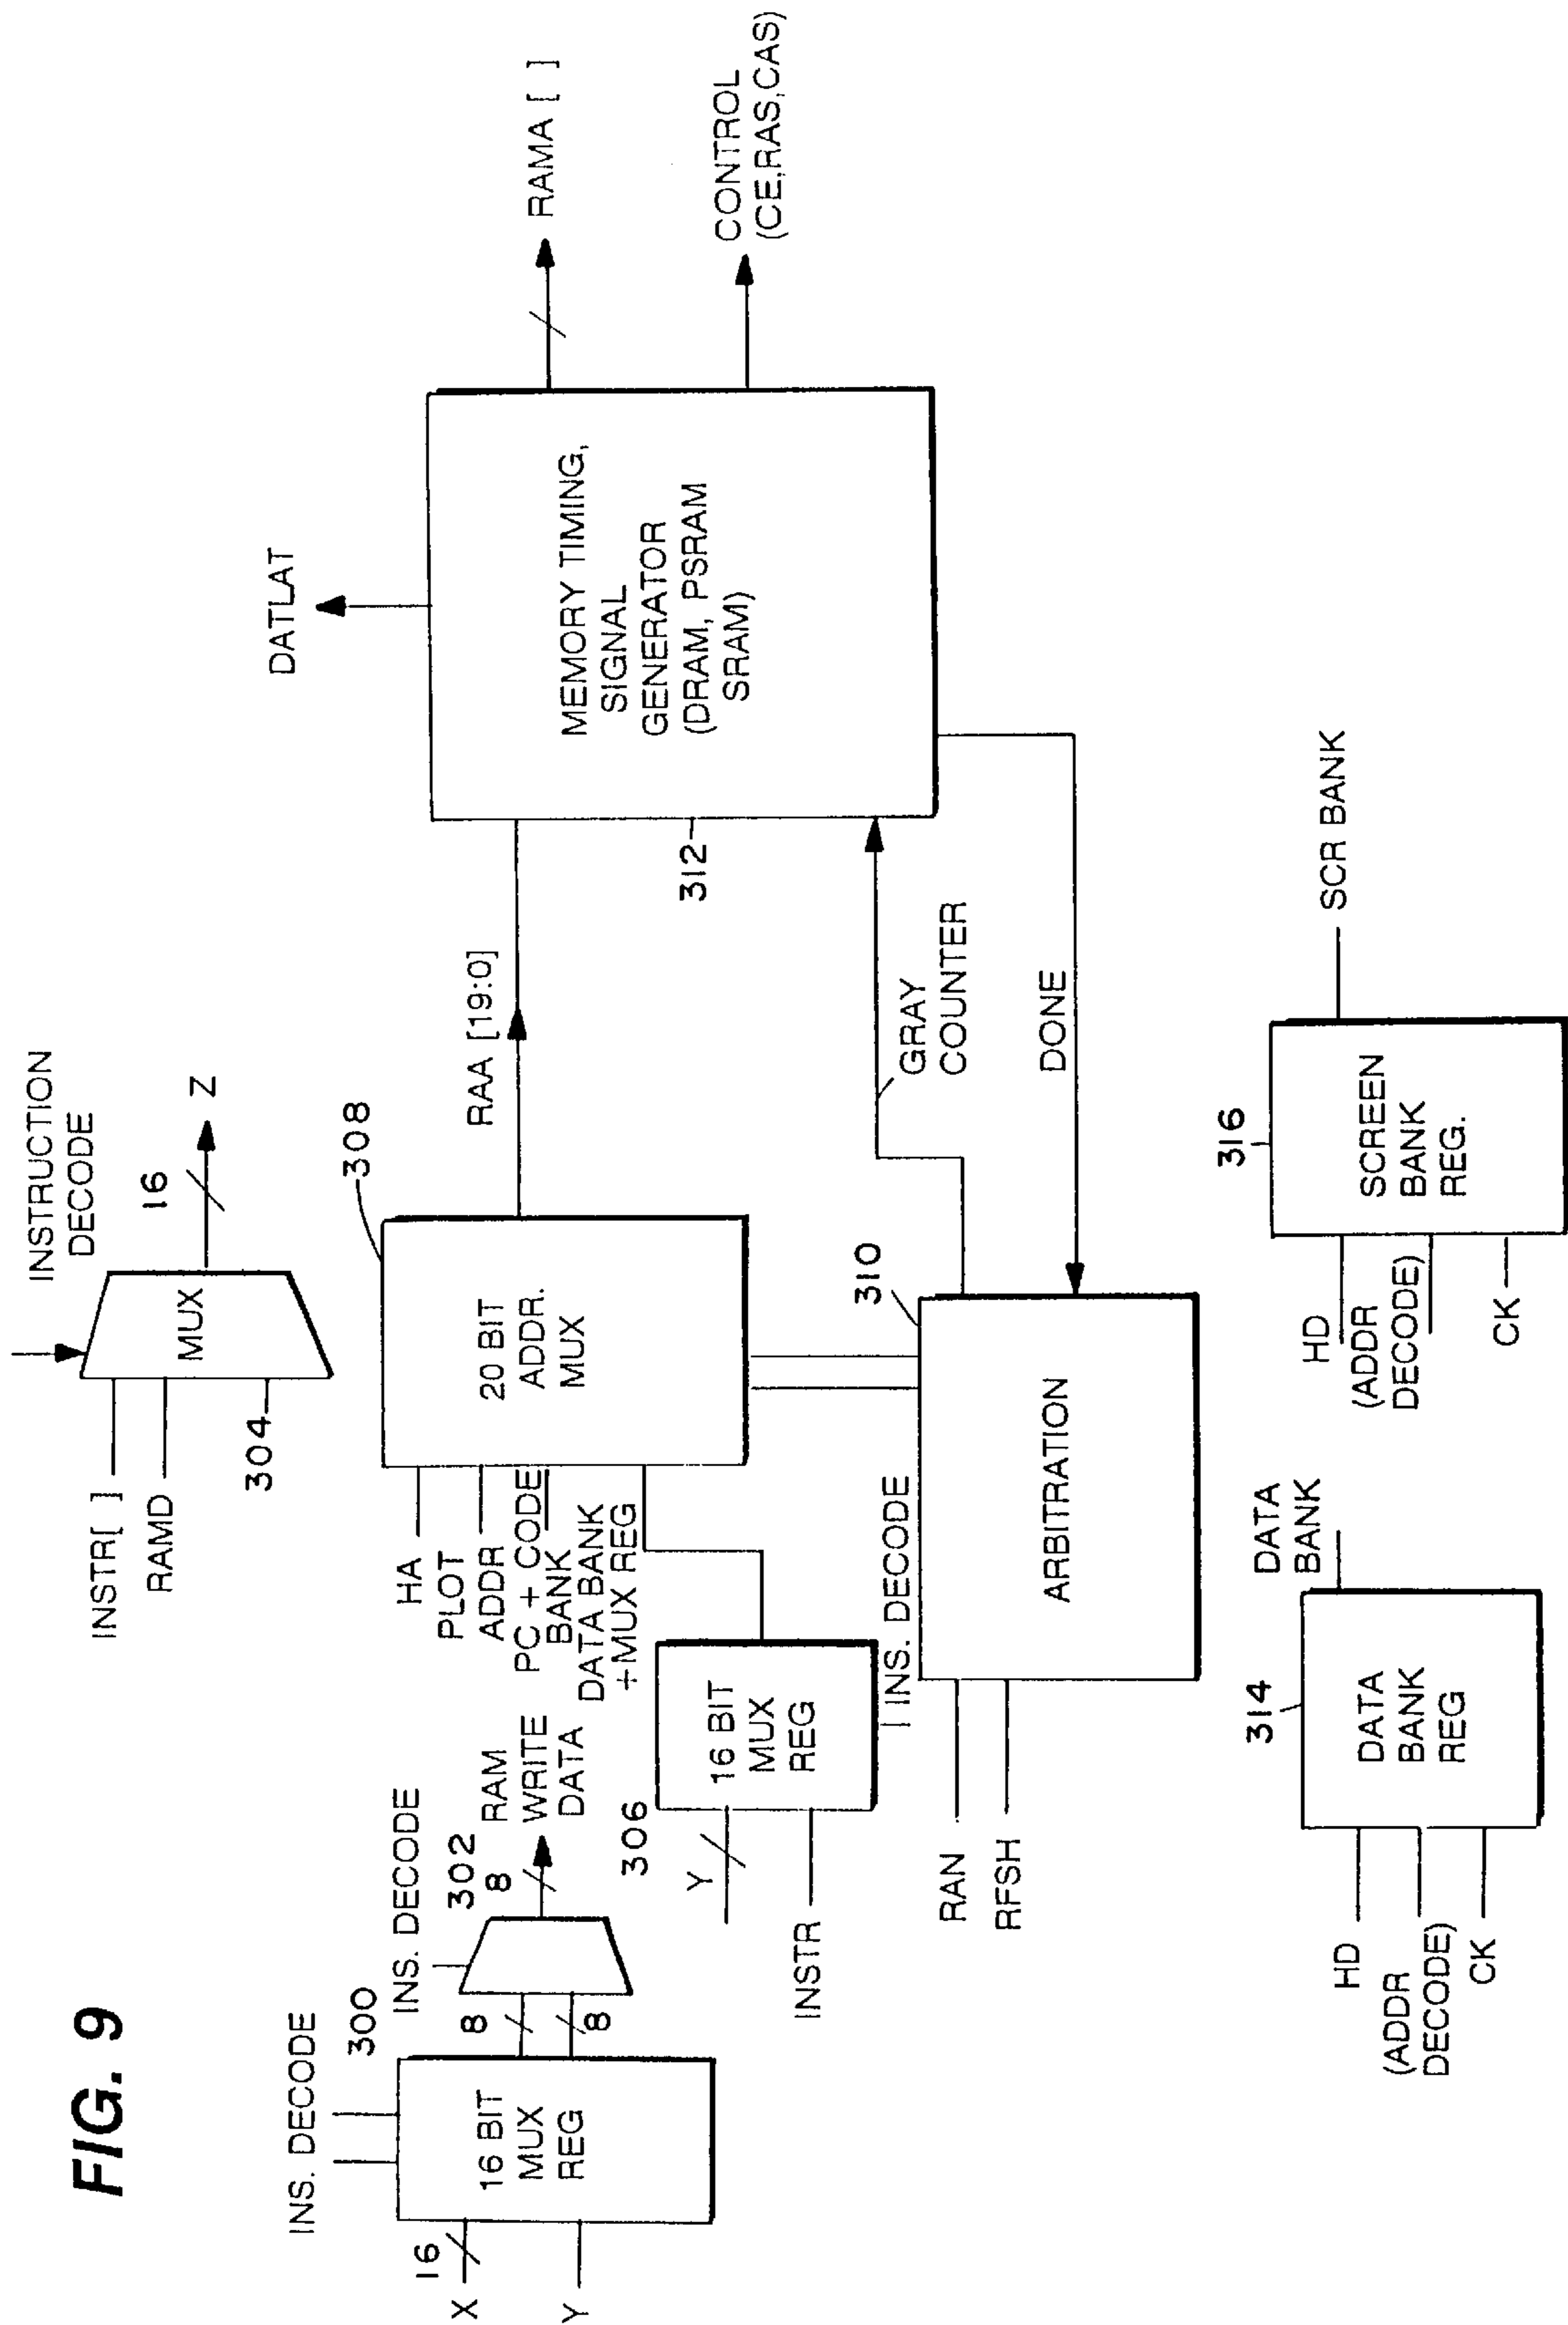 FIG. 9
INS. DECODE
300
X
16
Y
16 BIT
MUX
REG
8
8
INS. DECODE
302
8
RAM
WRITE
DATA
INSTR[ ]
RAMD
304
MUX
INSTRUCTION
DECODE
16
Z
306
Y
INSTR
16 BIT
MUX
REG
INS. DECODE
HA
PLOT
ADDR
PC + CODE
BANK
DATA BANK
+MUX REG
20 BIT
ADDR.
MUX
308
RAA [19:0]
RAN
RFSH
ARBITRATION
310
GRAY
COUNTER
DONE
312
MEMORY TIMING,
SIGNAL
GENERATOR
(DRAM, PSRAM
SRAM)
DATLAT
RAMA [ ]
CONTROL
(CE,RAS,CAS)
314
HD
(ADDR
DECODE)
CK
DATA
BANK
REG
DATA
BANK
316
HD
(ADDR
DECODE)
CK
SCREEN
BANK
REG.
SCR BANK